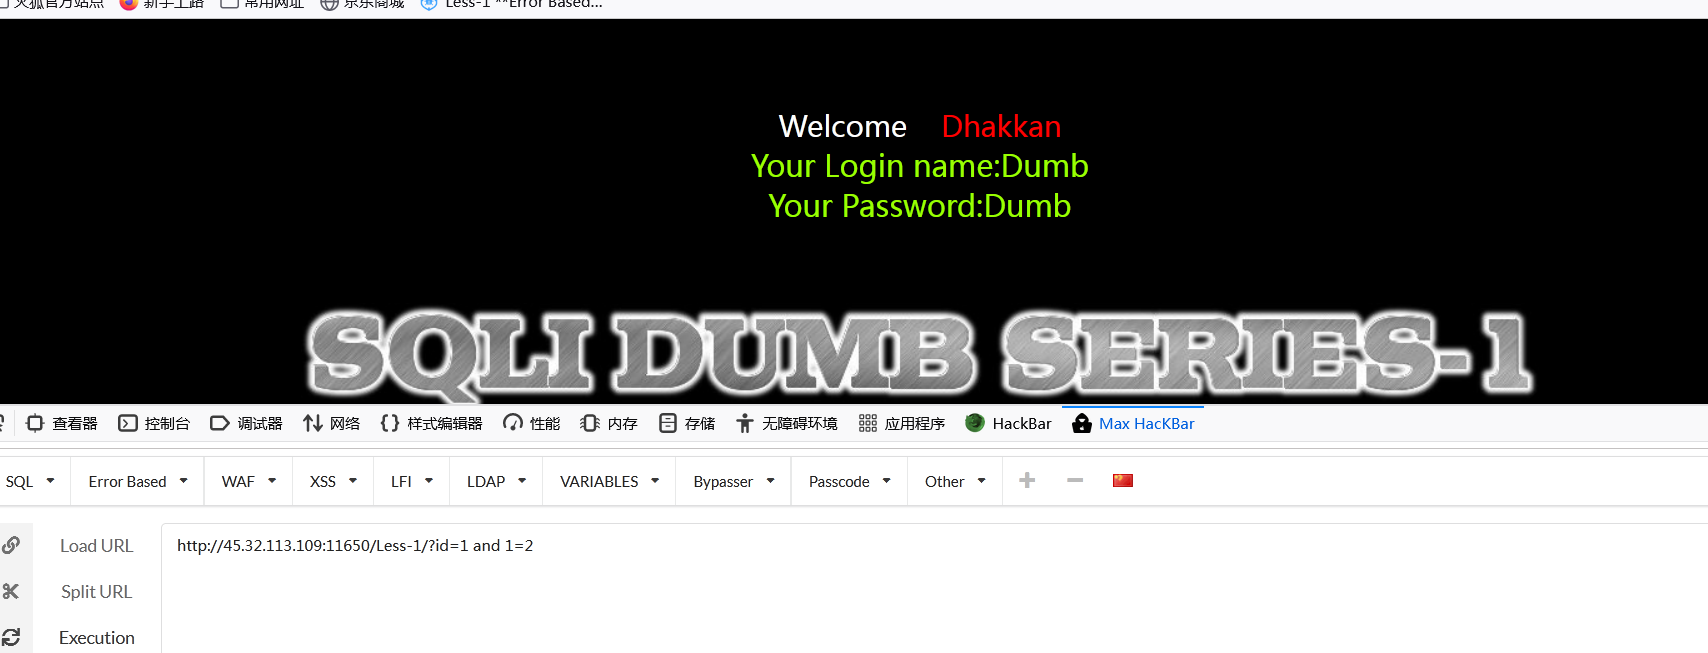 火狐官方站点 新手上路 常用网址 京东商城 Less-1 **Error Based...
Welcome Dhakkan
Your Login name:Dumb
Your Password:Dumb
SQLI DUMB SERIES-1
查看器 控制台 调试器 网络 样式编辑器 性能 内存 存储 无障碍环境 应用程序 HackBar Max HacKBar
SQL Error Based WAF XSS LFI LDAP VARIABLES Bypasser Passcode Other
Load URL http://45.32.113.109:11650/Less-1/?id=1 and 1=2
Split URL
Execution